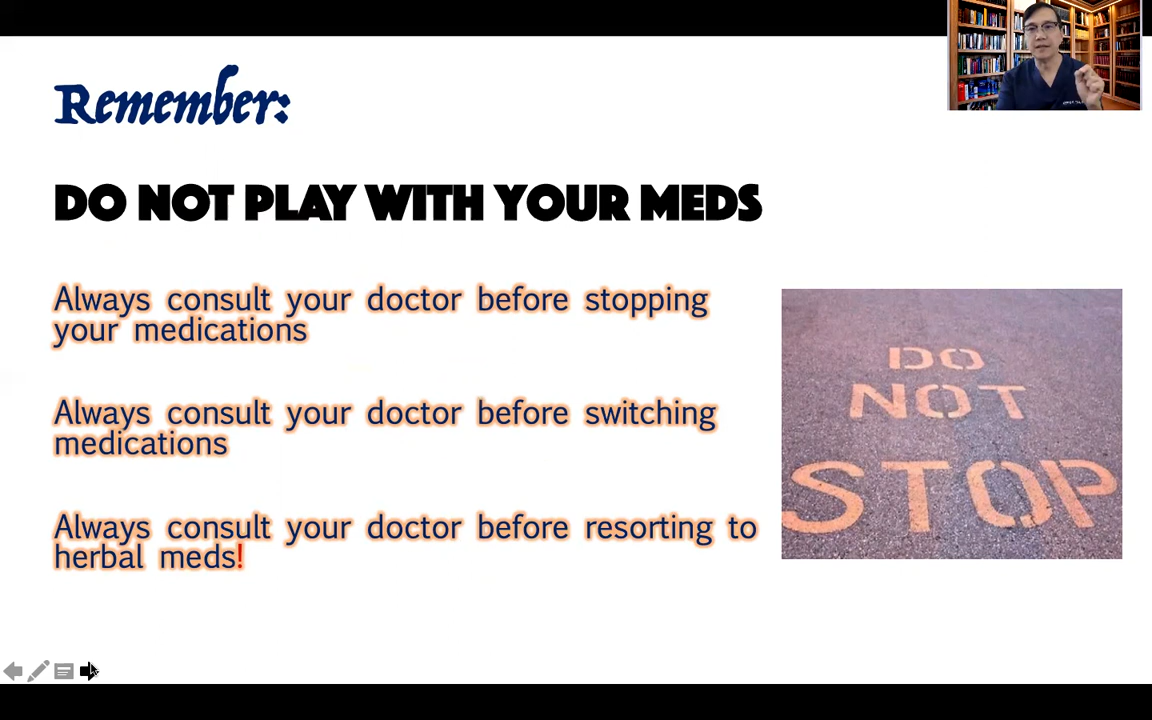 Remember:
DO NOT PLAY WITH YOUR MEDS
Always consult your doctor before stopping
your medications
Always consult your doctor before switching
medications
Always consult your doctor before resorting to
herbal meds!
DO
NOT
STOP